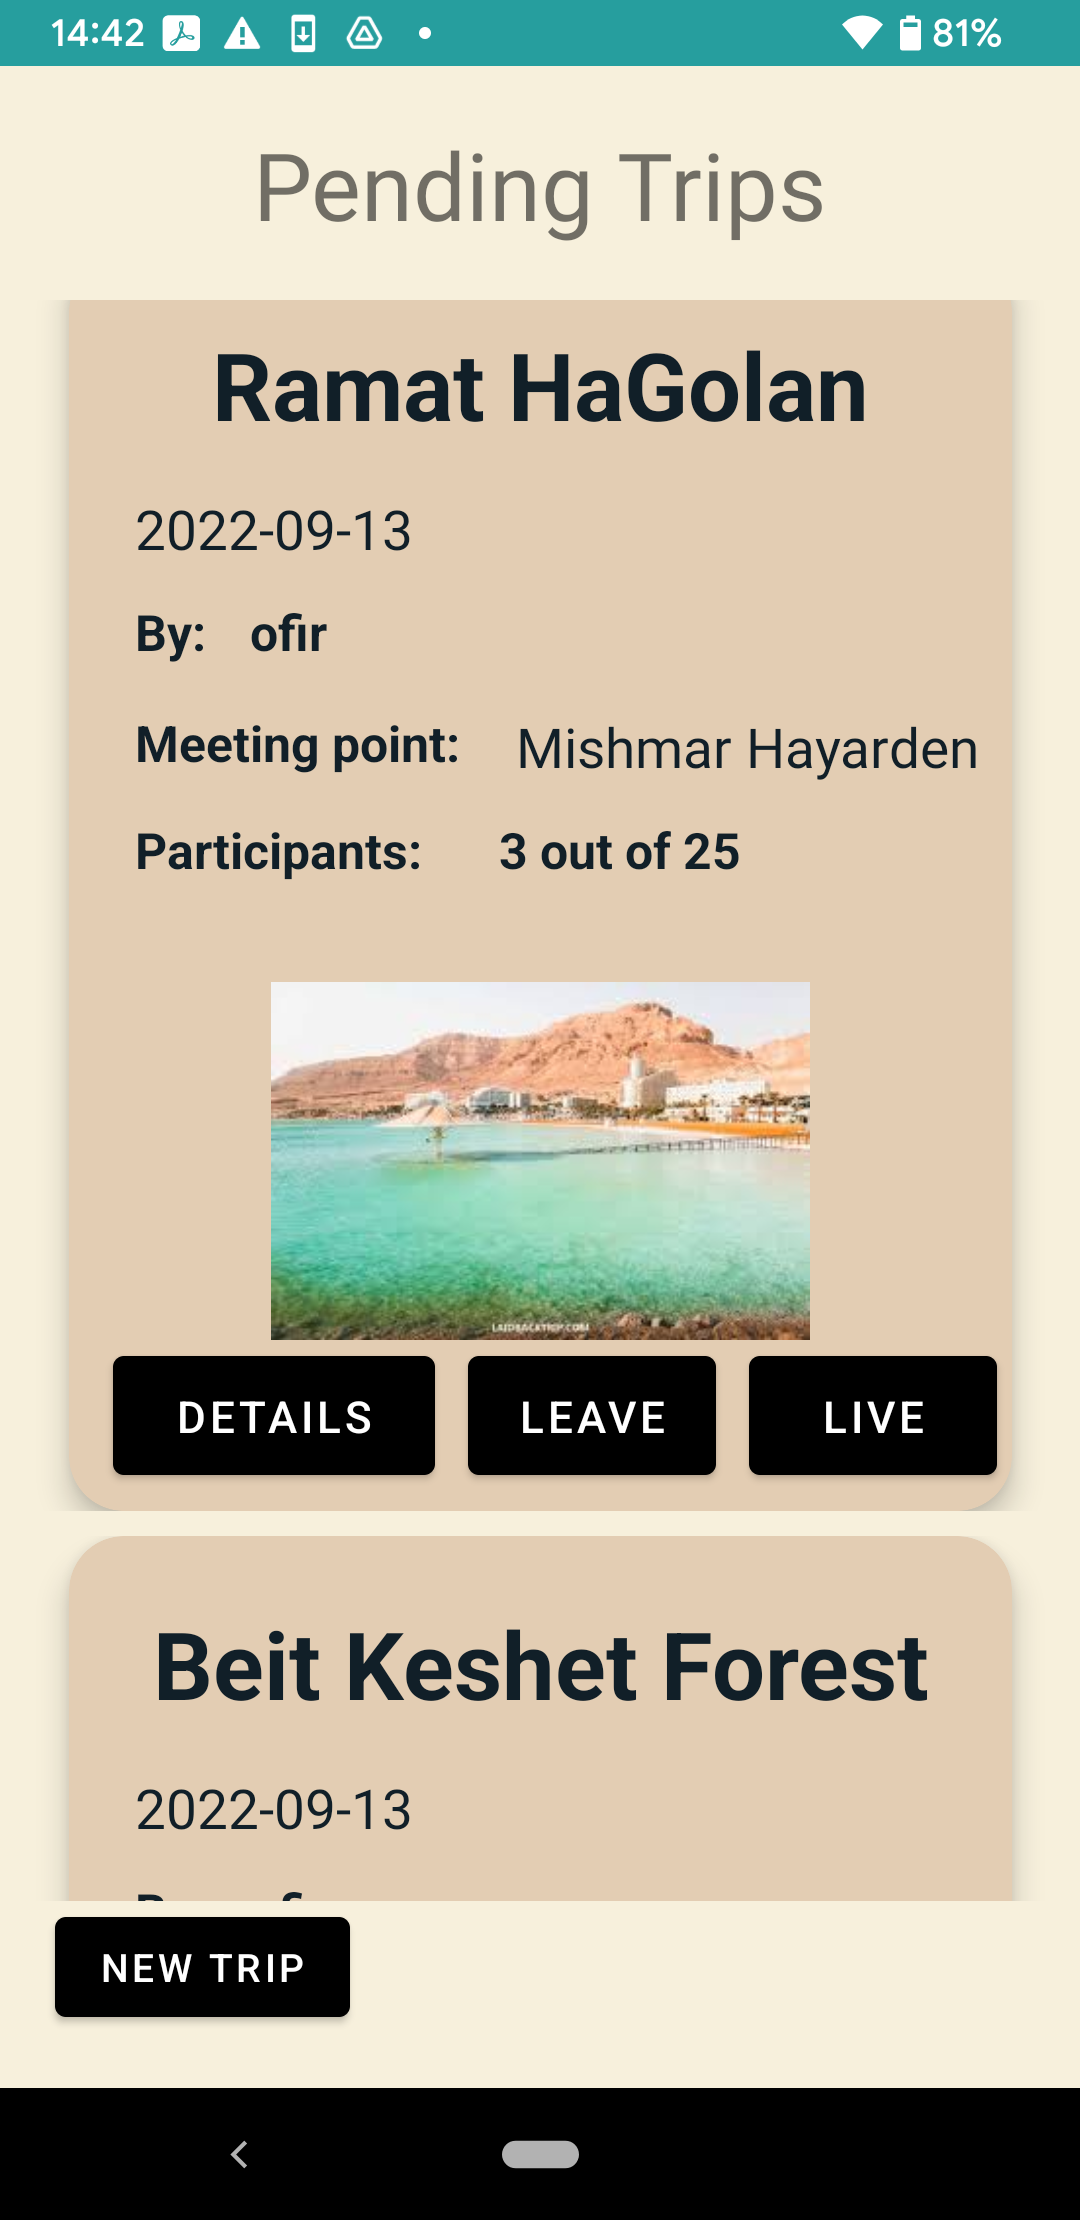 14:42 81%
Pending Trips
Ramat HaGolan
2022-09-13
By: ofir
Meeting point: Mishmar Hayarden
Participants: 3 out of 25
LAIDBACKTRIP.COM
DETAILS LEAVE LIVE
Beit Keshet Forest
2022-09-13
NEW TRIP